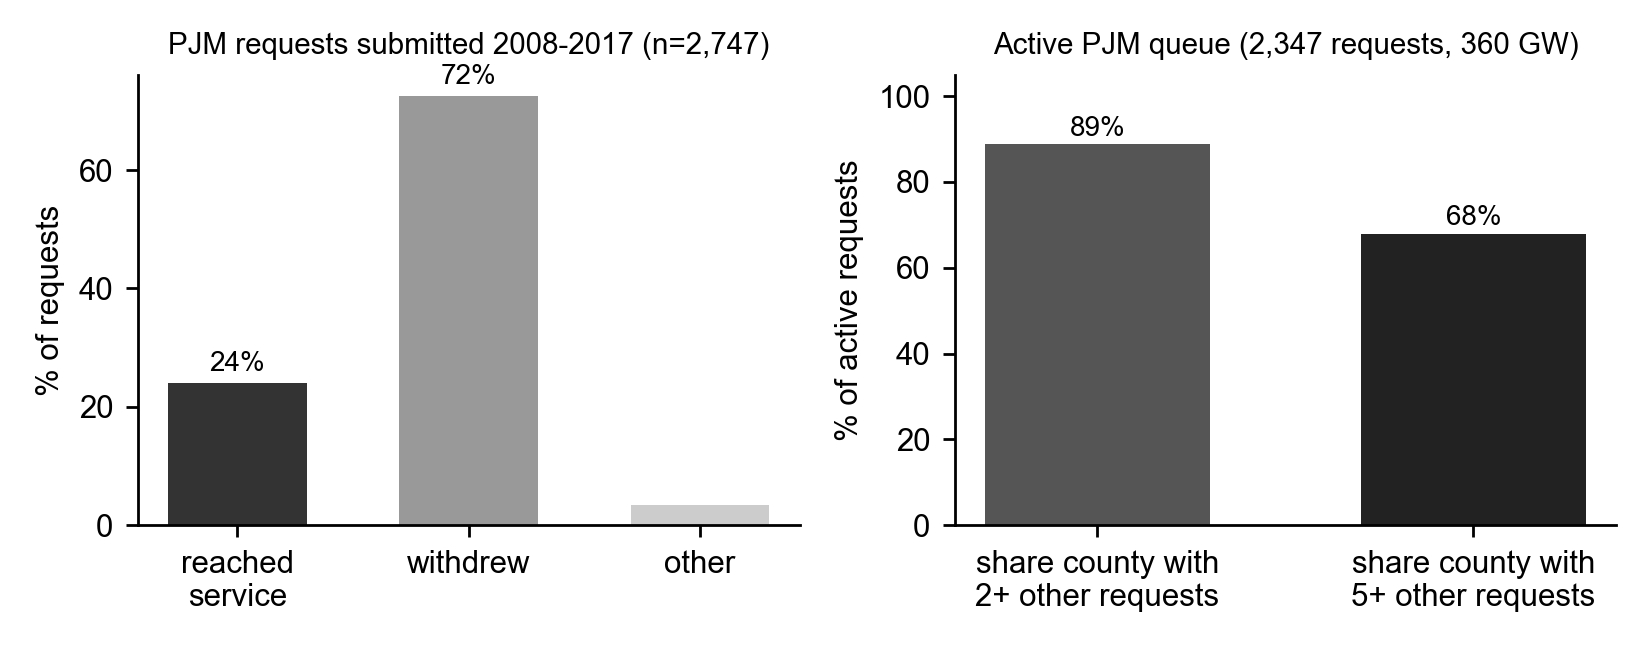 PJM requests submitted 2008-2017 (n=2,747)
% of requests
60
40
20
0
24%
72%
reached
service
withdrew
other
Active PJM queue (2,347 requests, 360 GW)
% of active requests
100
80
60
40
20
0
89%
68%
share county with
2+ other requests
share county with
5+ other requests